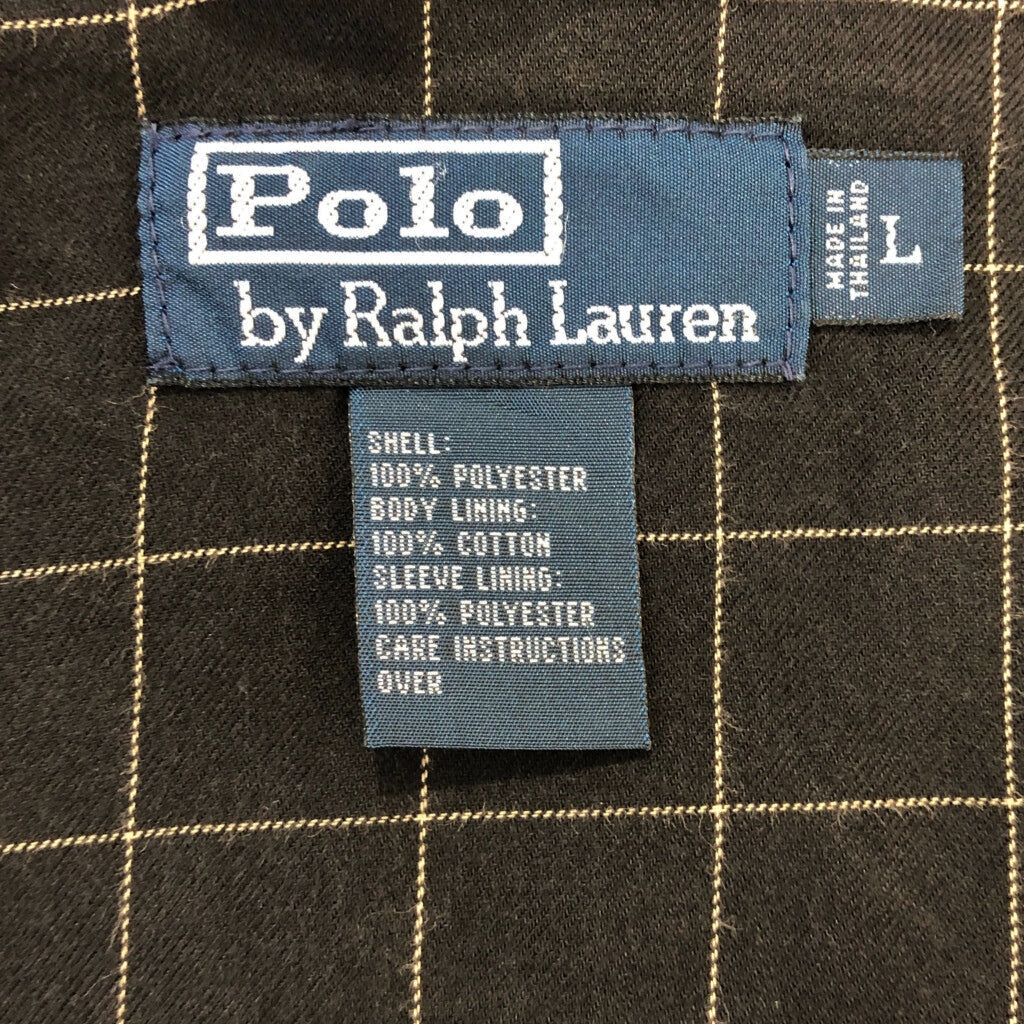 Polo
by Ralph Lauren
MADE IN
THAILAND
L
SHELL:
100% POLYESTER
BODY LINING:
100% COTTON
SLEEVE LINING:
100% POLYESTER
CARE INSTRUCTIONS
OVER